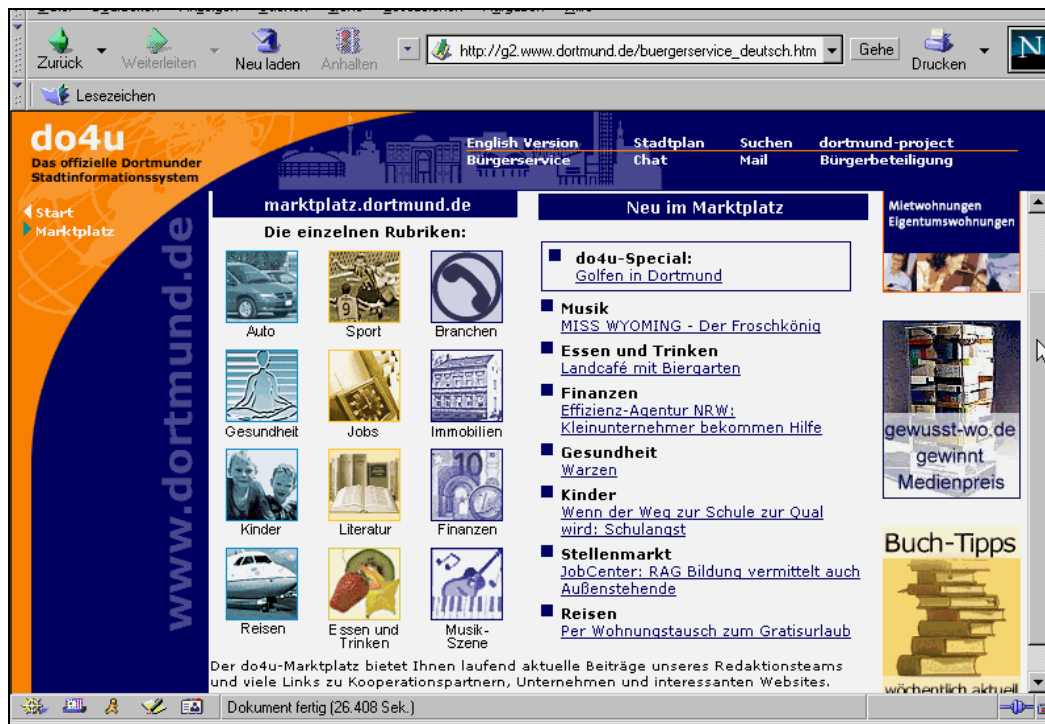 Zurück
Weiterleiten
Neu laden
Anhalten
http://g2.www.dortmund.de/buergerservice_deutsch.htm
Gehe
Drucken
N
Lesezeichen
do4u
Das offizielle Dortmunder
Stadtinformationssystem
English Version Stadtplan Suchen dortmund-project
Bürgerservice Chat Mail Bürgerbeteiligung
Start
Marktplatz
www.dortmund.de
marktplatz.dortmund.de
Die einzelnen Rubriken:
Auto Sport Branchen
Gesundheit Jobs Immobilien
Kinder Literatur Finanzen
Reisen Essen und Musik-
Trinken Szene
Neu im Marktplatz
do4u-Special:
Golfen in Dortmund
Musik
MISS WYOMING - Der Froschkönig
Essen und Trinken
Landcafé mit Biergarten
Finanzen
Effizienz-Agentur NRW:
Kleinunternehmer bekommen Hilfe
Gesundheit
Warzen
Kinder
Wenn der Weg zur Schule zur Qual
wird: Schulangst
Stellenmarkt
JobCenter: RAG Bildung vermittelt auch
Außenstehende
Reisen
Per Wohnungstausch zum Gratisurlaub
Der do4u-Marktplatz bietet Ihnen laufend aktuelle Beiträge unseres Redaktionsteams
und viele Links zu Kooperationspartnern, Unternehmen und interessanten Websites.
Mietwohnungen
Eigentumswohnungen
gewusst-wo.de
gewinnt
Medienpreis
Buch-Tipps
wöchentlich aktuell
Dokument fertig (26.408 Sek.)